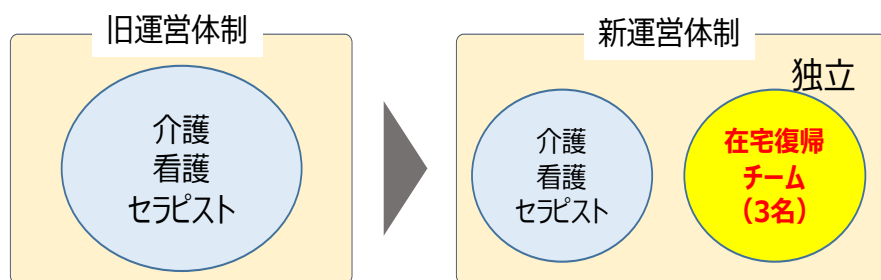 旧運営体制
介護
看護
セラピスト
新運営体制
独立
介護
看護
セラピスト
在宅復帰
チーム
（3名）